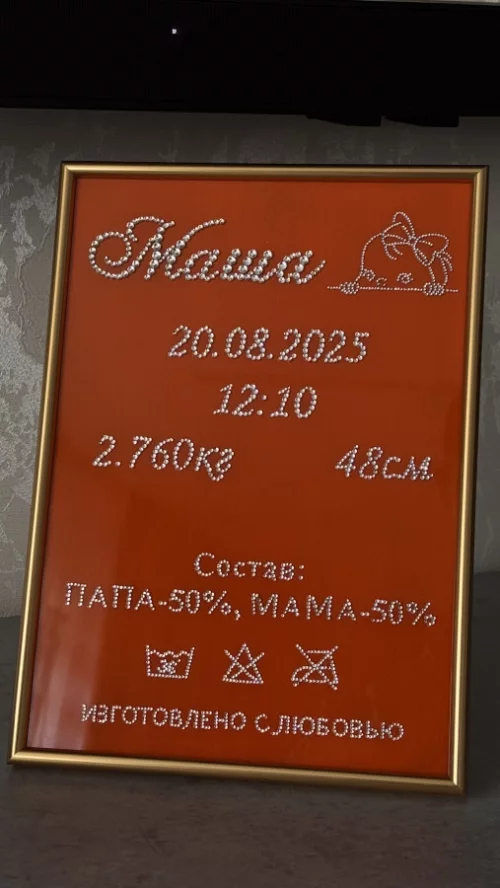 Маша
20.08.2025
12:10
2.760кг 48см
Состав:
ПАПА-50%, МАМА-50%
ИЗГОТОВЛЕНО С ЛЮБОВЬЮ